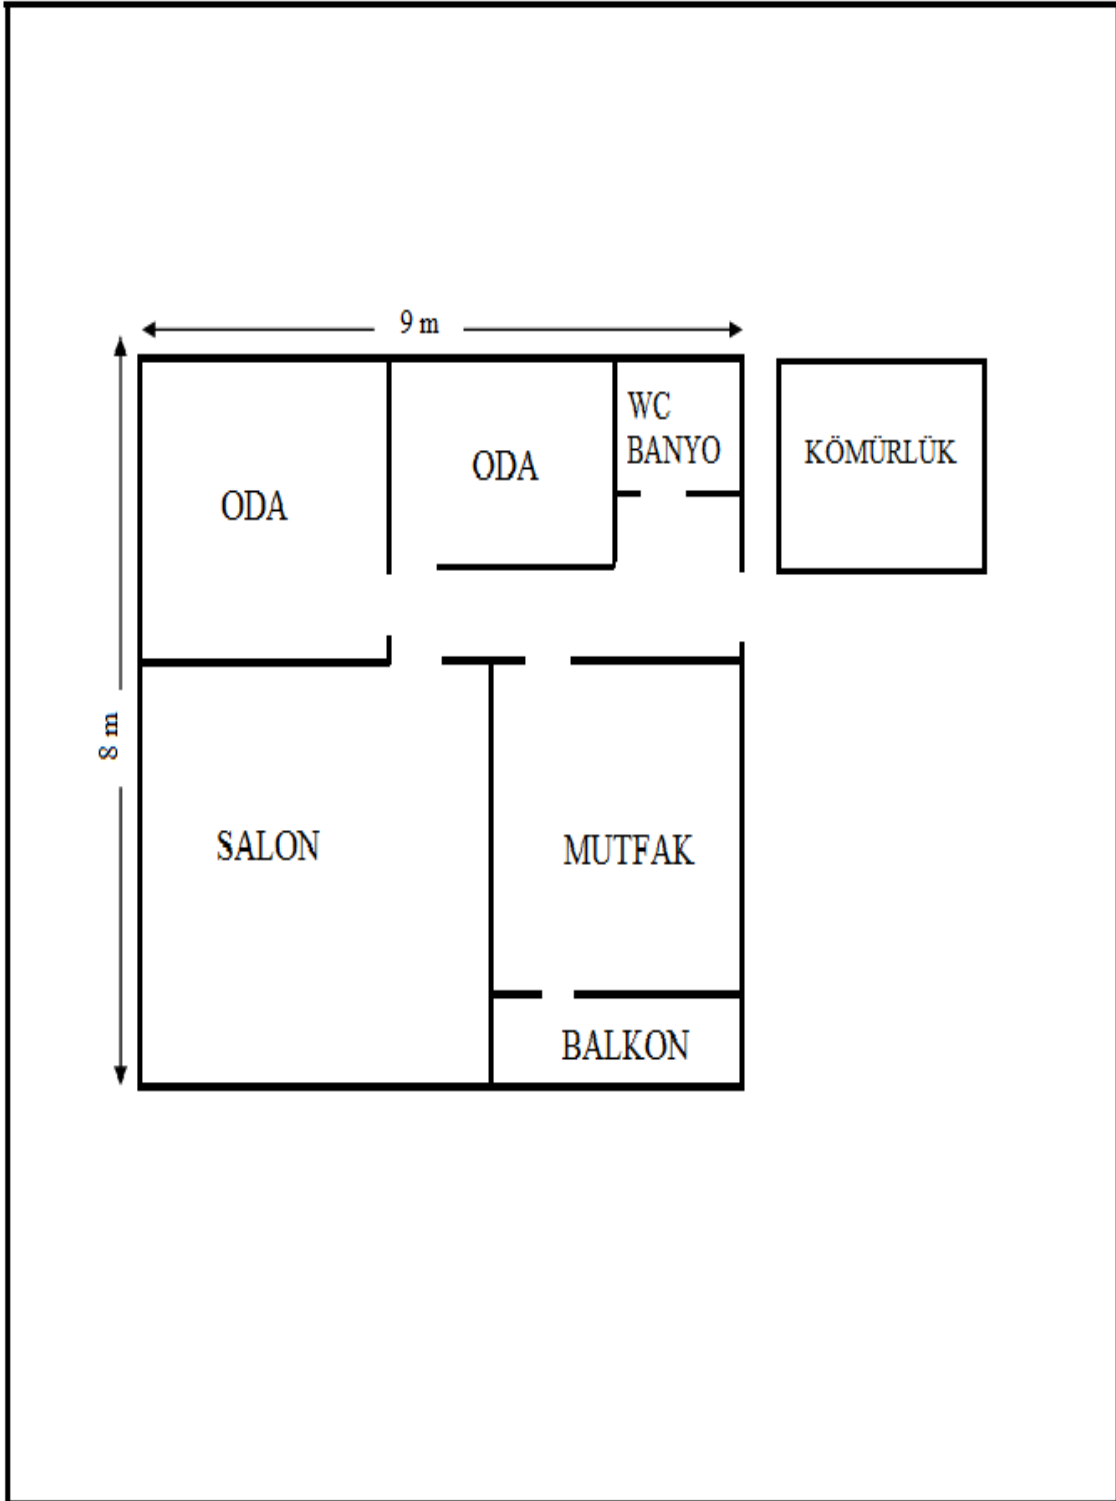 9 m
WC
BANYO
KÖMÜRLÜK
ODA
ODA
8 m
SALON
MUTFAK
BALKON